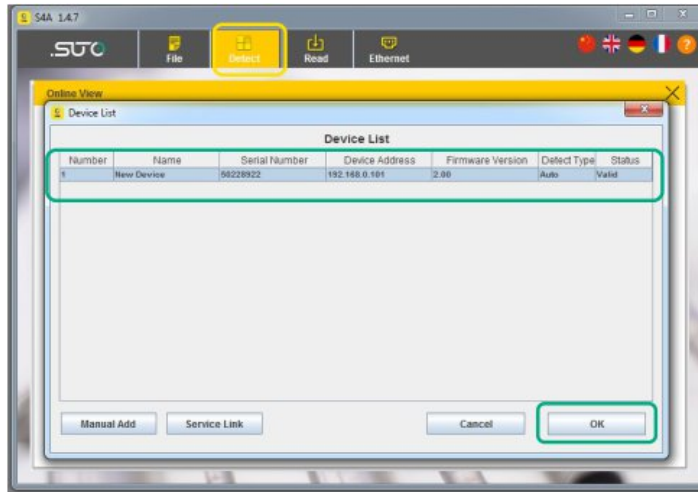 S4A 1.4.7
SUTO
File
Detect
Read
Ethernet
?
Online View
Device List
Device List
Number Name Serial Number Device Address Firmware Version Detect Type Status
1 New Device 50228922 192.168.0.101 2.00 Auto Valid
Manual Add Service Link Cancel OK